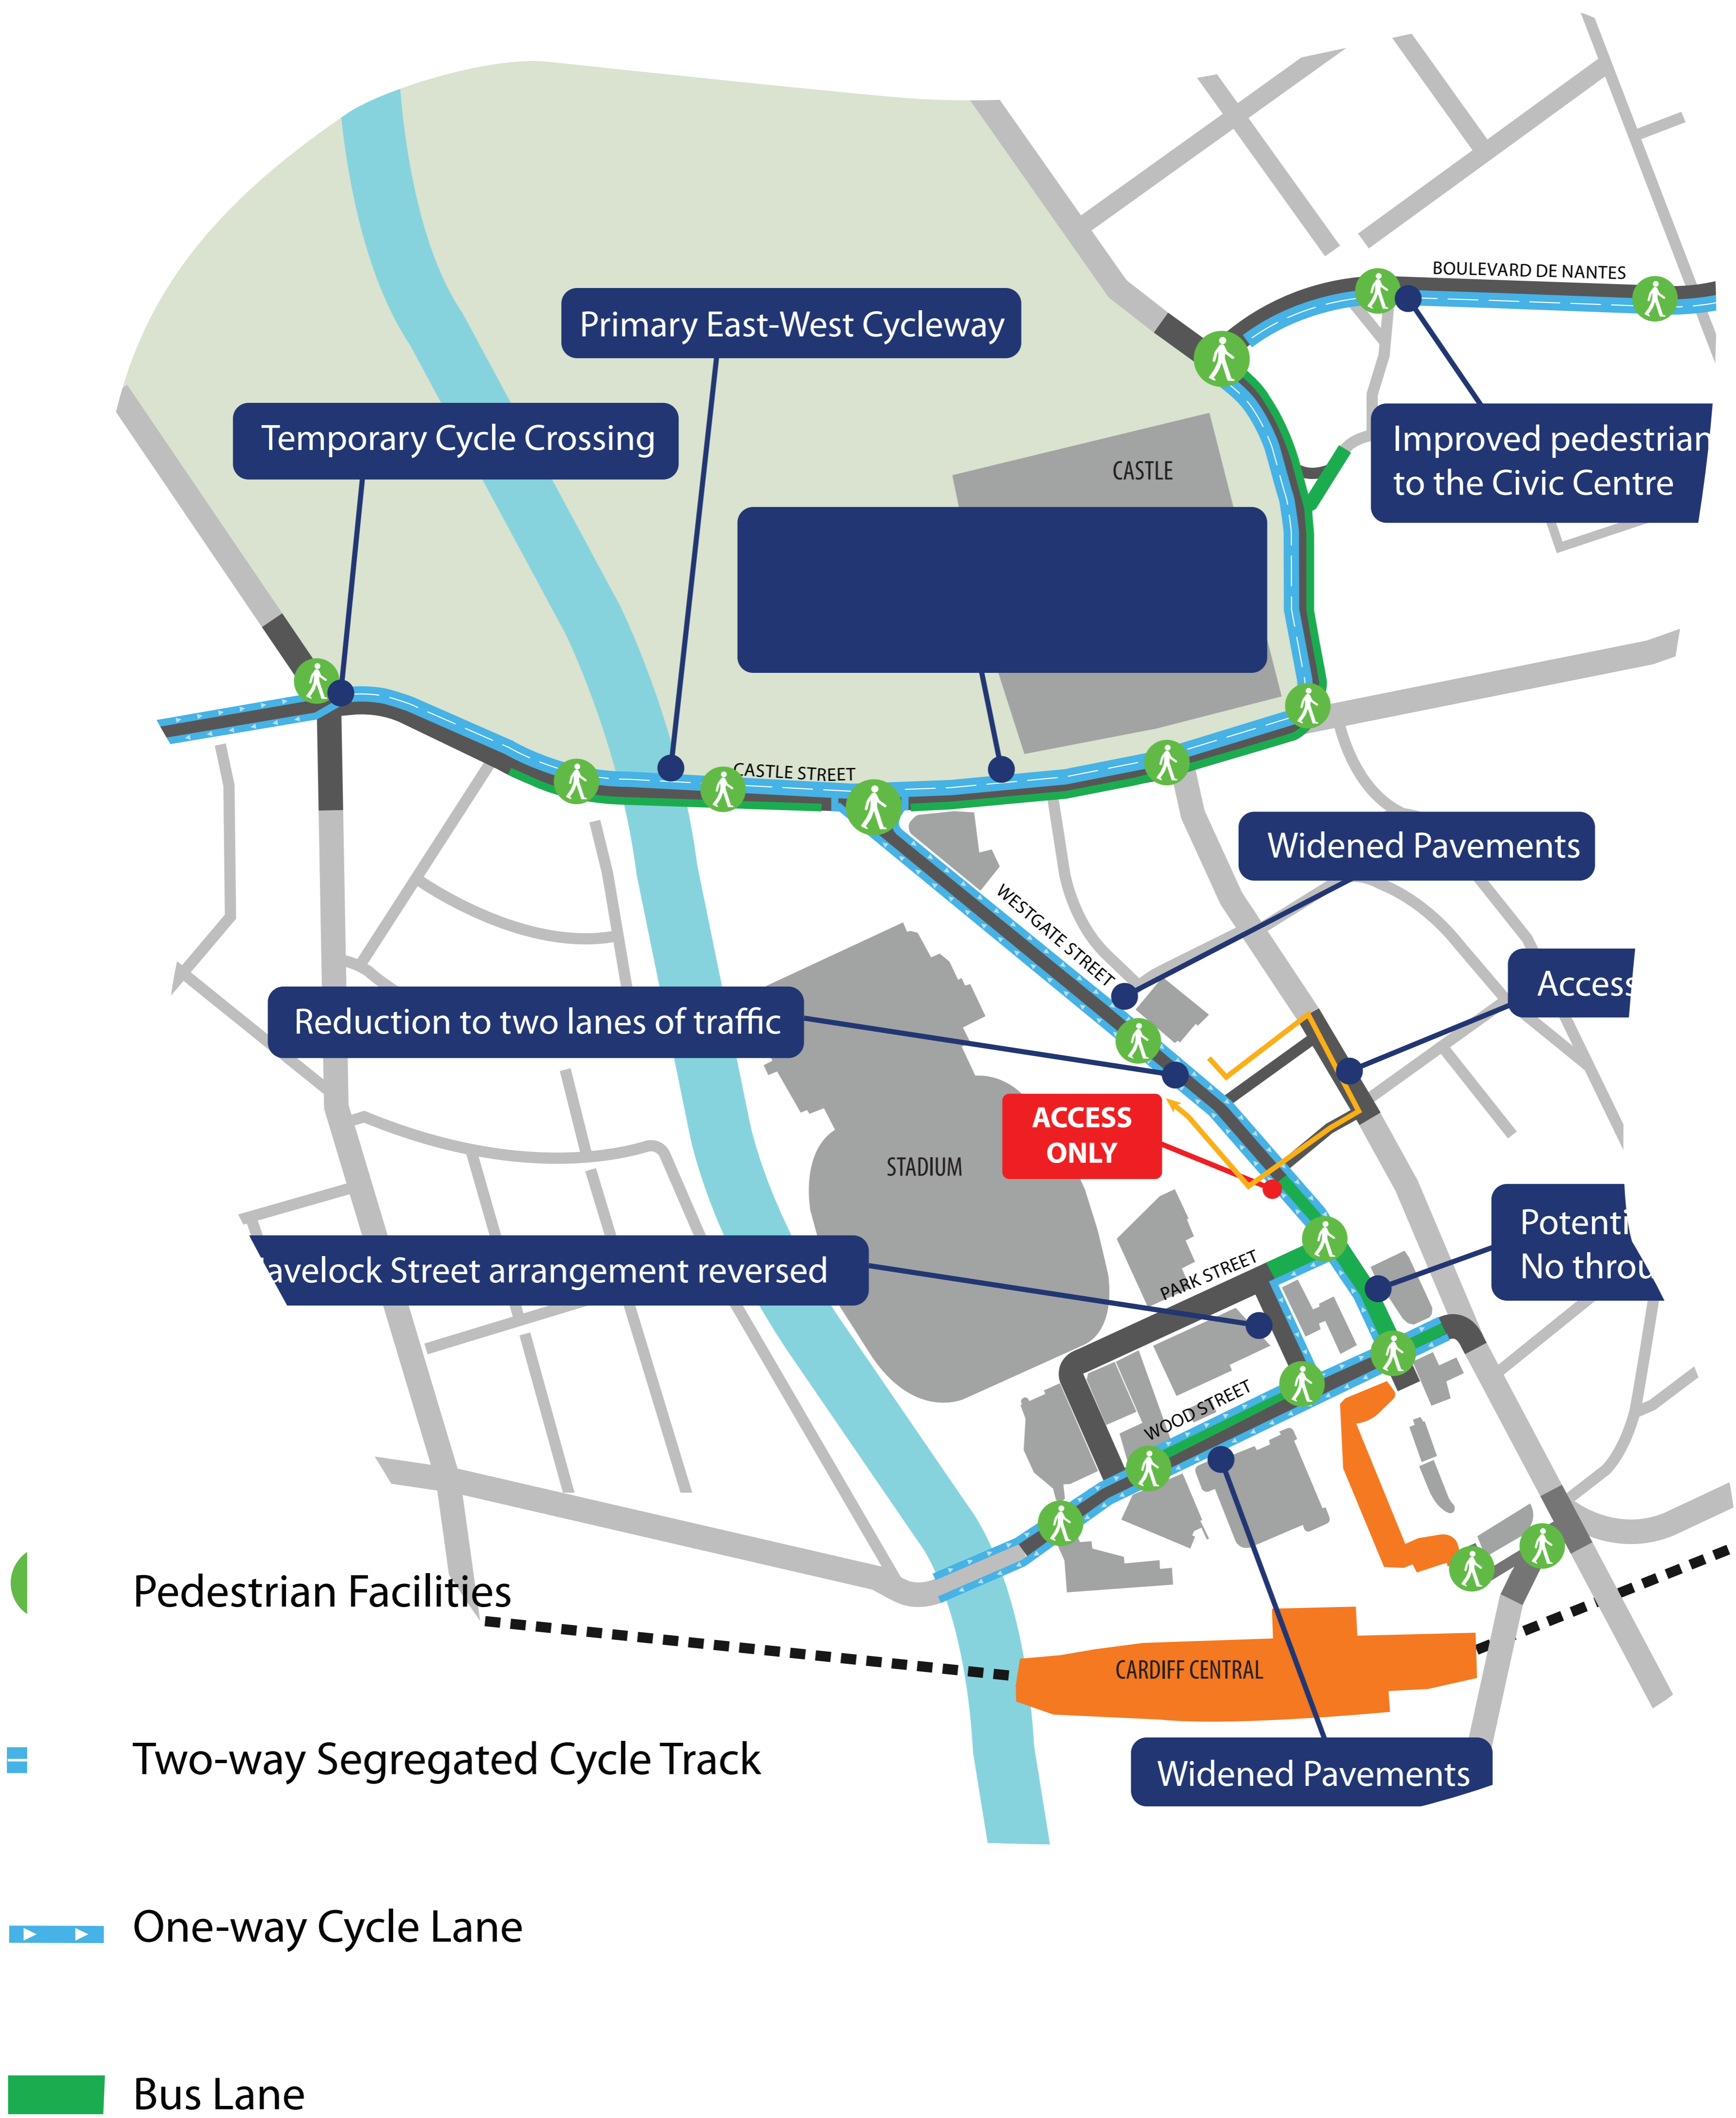 BOULEVARD DE NANTES
Primary East-West Cycleway
Temporary Cycle Crossing
Improved pedestrian
to the Civic Centre
CASTLE
CASTLE STREET
Widened Pavements
WESTGATE STREET
Access
Reduction to two lanes of traffic
ACCESS
ONLY
STADIUM
Potenti
No throu
PARK STREET
avelock Street arrangement reversed
WOOD STREET
Pedestrian Facilities
CARDIFF CENTRAL
Two-way Segregated Cycle Track
Widened Pavements
One-way Cycle Lane
Bus Lane